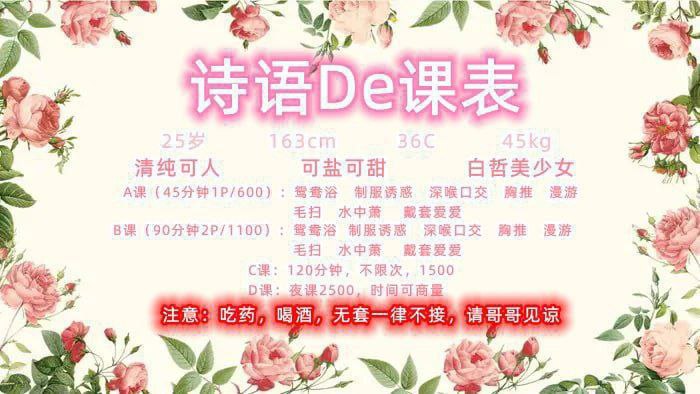 诗语De课表
25岁 163cm 36C 45kg
清纯可人 可盐可甜 白哲美少女
A课（45分钟1P/600）：鸳鸯浴 制服诱惑 深喉口交 胸推 漫游
毛扫 水中萧 戴套爱爱
B课（90分钟2P/1100）：鸳鸯浴 制服诱惑 深喉口交 胸推 漫游
毛扫 水中萧 戴套爱爱
C课：120分钟，不限次，1500
D课：夜课2500，时间可商量
注意：吃药，喝酒，无套一律不接，请哥哥见谅